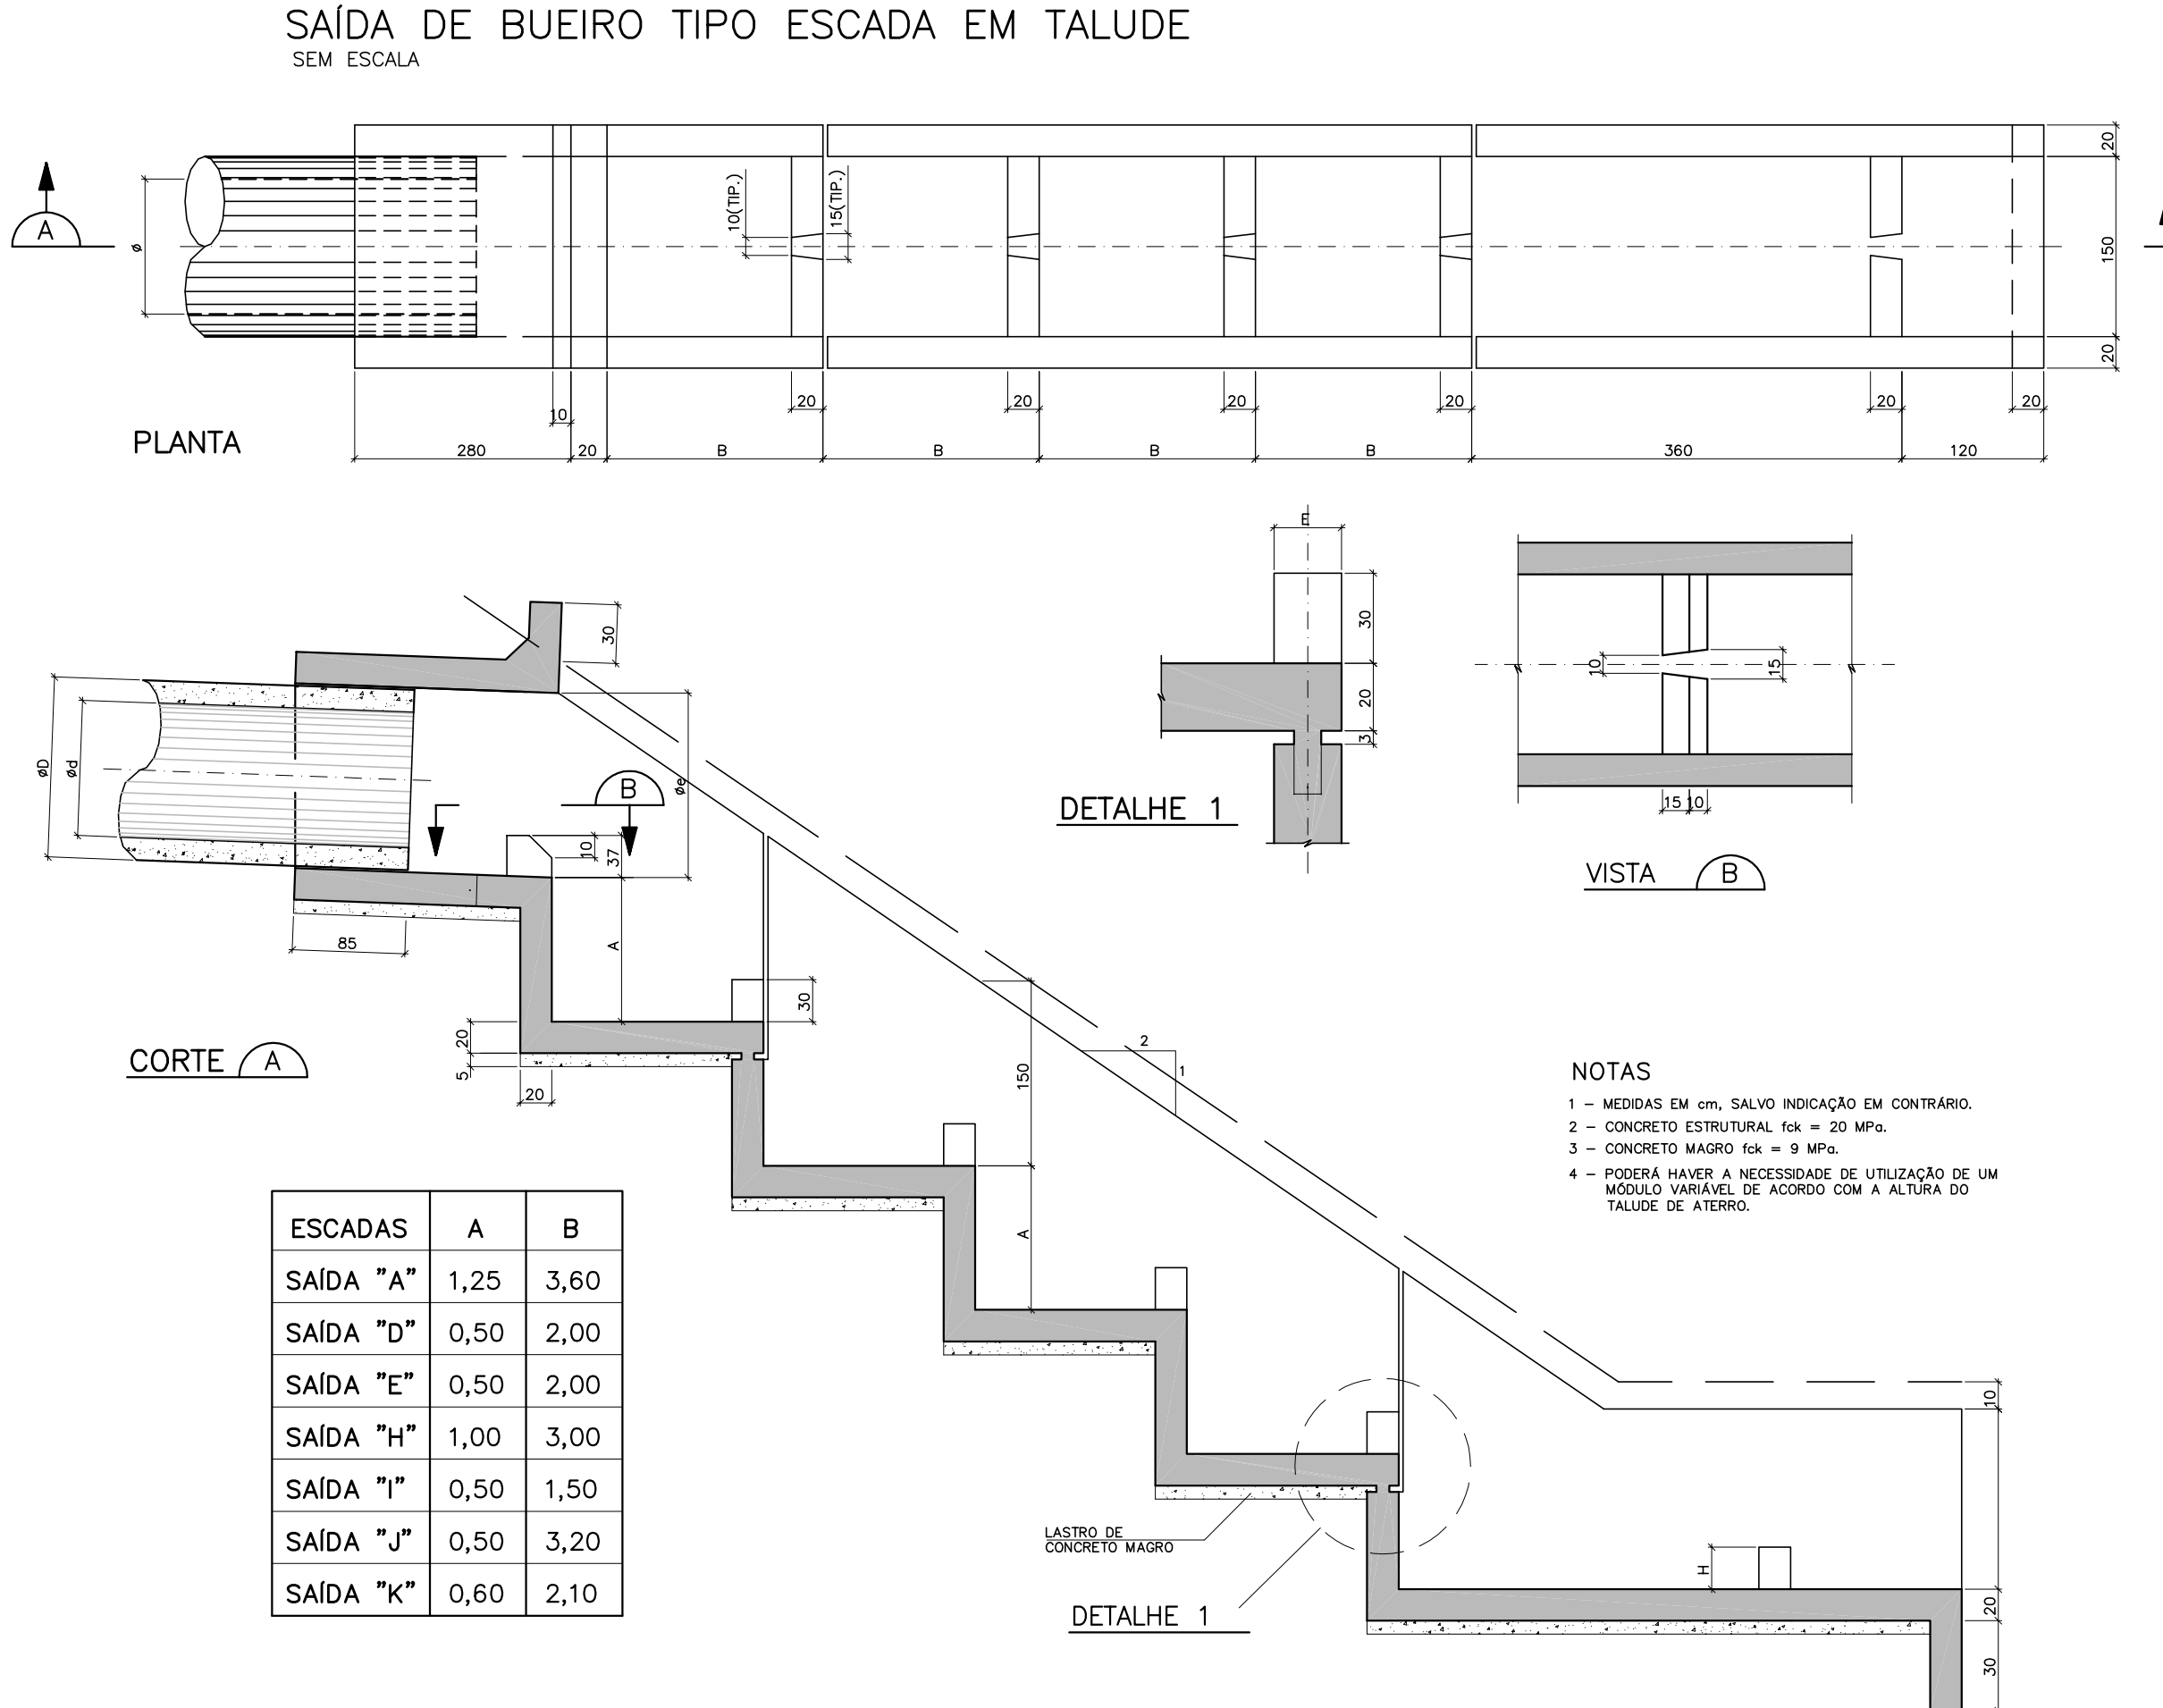 SAÍDA DE BUEIRO TIPO ESCADA EM TALUDE
SEM ESCALA
A
ø
10(TIP.)
15(TIP.)
20
150
20
10
20
20
20
20
20
20
280
20
B
B
B
B
360
120
PLANTA
30
øD
ød
øe
B
10
37
A
85
30
20
5
20
150
A
2
1
CORTE A
E
30
20
3
DETALHE 1
10
15
15
10
VISTA B
NOTAS
1 – MEDIDAS EM cm, SALVO INDICAÇÃO EM CONTRÁRIO.
2 – CONCRETO ESTRUTURAL fck = 20 MPa.
3 – CONCRETO MAGRO fck = 9 MPa.
4 – PODERÁ HAVER A NECESSIDADE DE UTILIZAÇÃO DE UM
MÓDULO VARIÁVEL DE ACORDO COM A ALTURA DO
TALUDE DE ATERRO.
ESCADAS A B
SAÍDA "A" 1,25 3,60
SAÍDA "D" 0,50 2,00
SAÍDA "E" 0,50 2,00
SAÍDA "H" 1,00 3,00
SAÍDA "I" 0,50 1,50
SAÍDA "J" 0,50 3,20
SAÍDA "K" 0,60 2,10
LASTRO DE
CONCRETO MAGRO
DETALHE 1
H
10
20
30